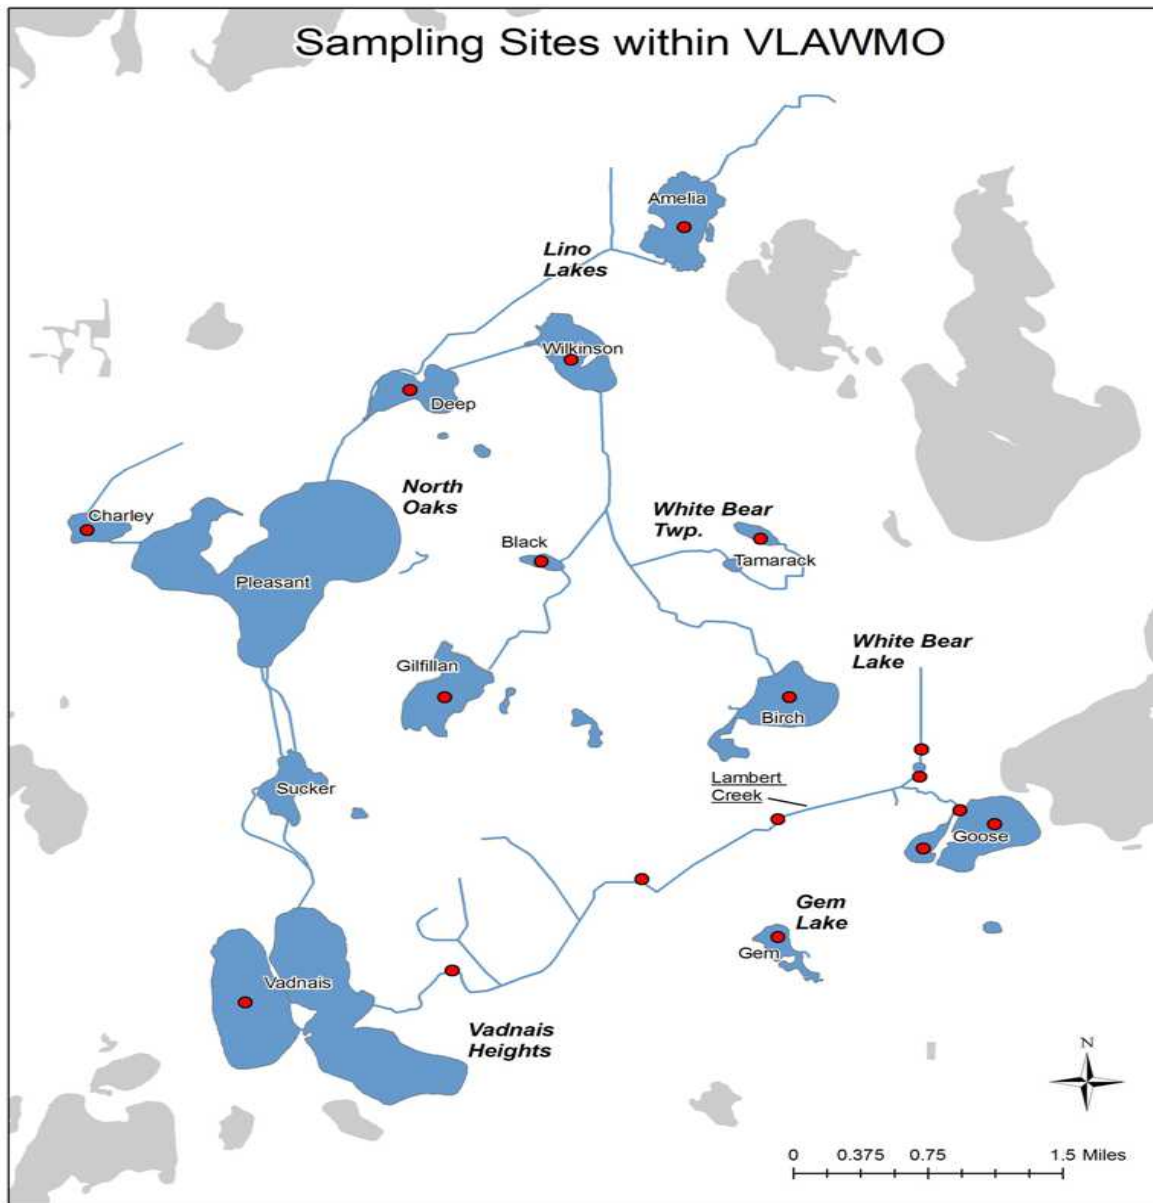 Sampling Sites within VLAWMO
Amelia
Lino
Lakes
Wilkinson
Deep
North
Oaks
Charley
White Bear
Twp.
Black
Tamarack
Pleasant
White Bear
Lake
Gilfillan
Birch
Lambert
Creek
Sucker
Goose
Gem
Lake
Gem
Vadnais
Vadnais
Heights
N
0 0.375 0.75 1.5 Miles